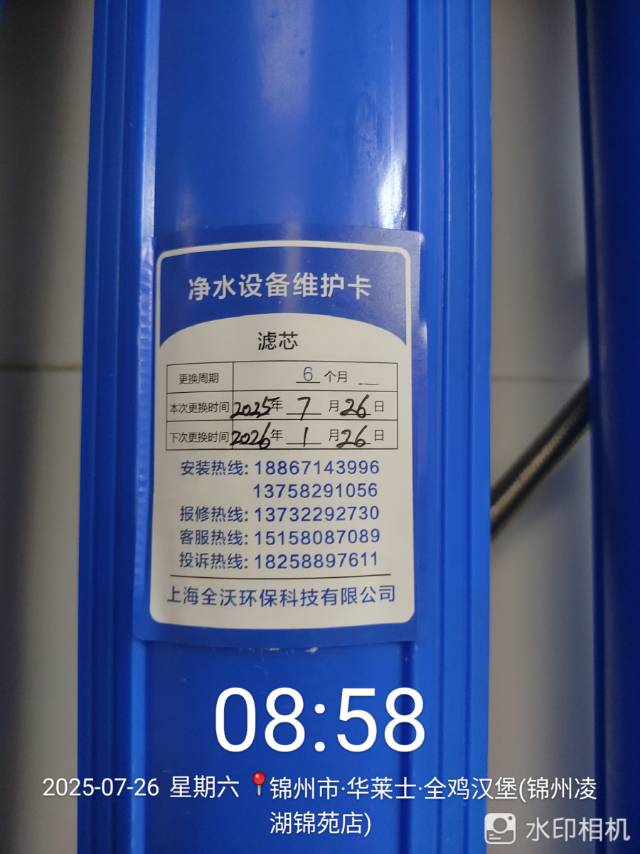 净水设备维护卡
滤芯
更换周期 6 个月
本次更换时间 2025年 7 月 26 日
下次更换时间 2026年 1 月 26 日
安装热线: 18867143996
13758291056
报修热线: 13732292730
客服热线: 15158087089
投诉热线: 18258897611
上海全沃环保科技有限公司
08:58
2025-07-26 星期六 锦州市·华莱士·全鸡汉堡(锦州凌
湖锦苑店)
水印相机